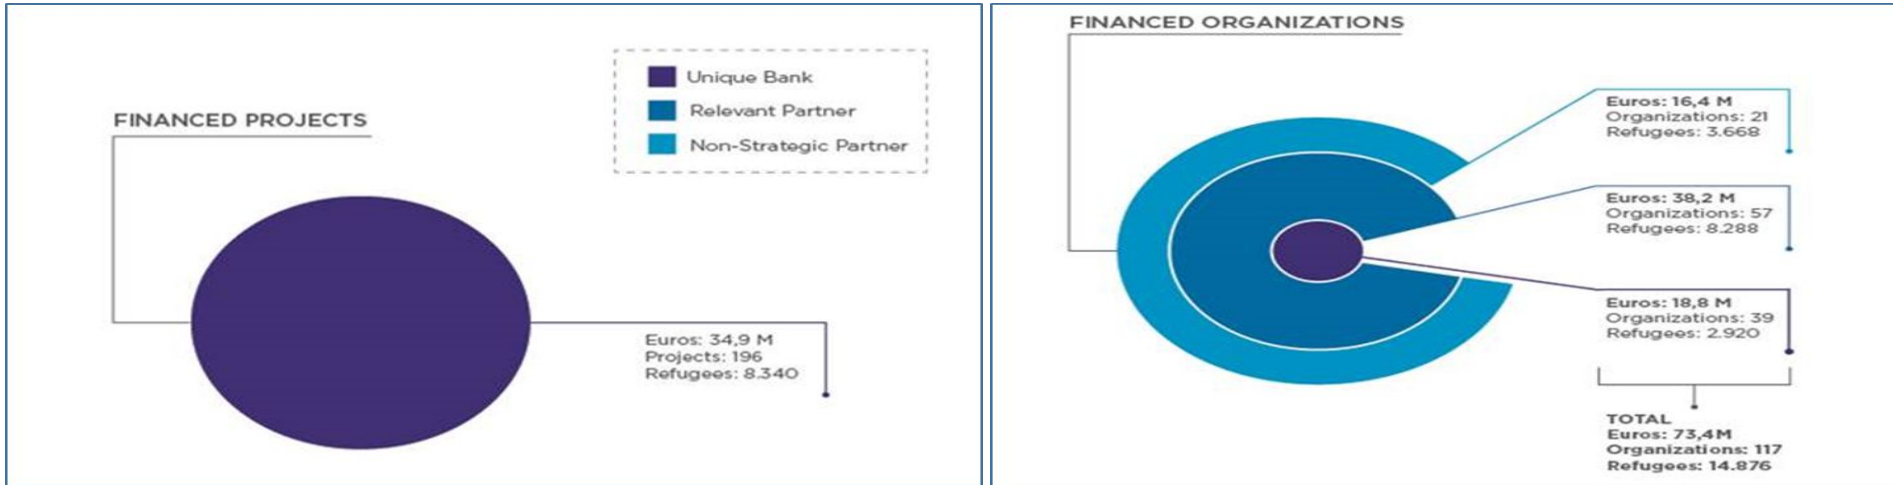 FINANCED PROJECTS
Unique Bank
Relevant Partner
Non-Strategic Partner
Euros: 34,9 M
Projects: 196
Refugees: 8.340
FINANCED ORGANIZATIONS
Euros: 16,4 M
Organizations: 21
Refugees: 3.668
Euros: 38,2 M
Organizations: 57
Refugees: 8.288
Euros: 18,8 M
Organizations: 39
Refugees: 2.920
TOTAL
Euros: 73,4M
Organizations: 117
Refugees: 14.876